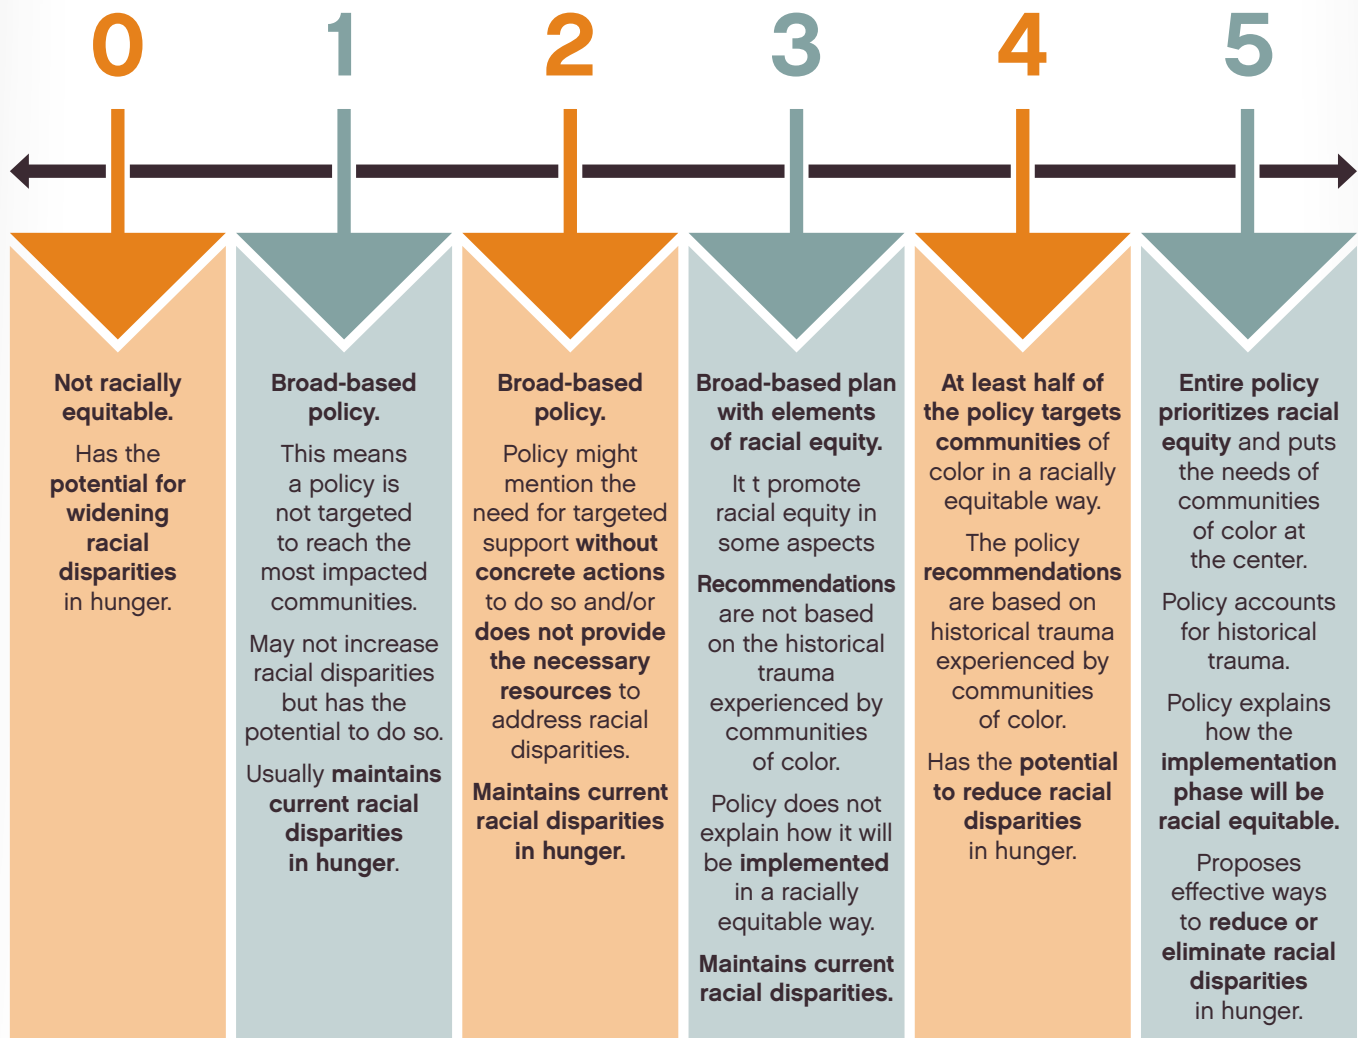 0
1
2
3
4
5
Not racially
equitable.
Has the
potential for
widening
racial
disparities
in hunger.
Broad-based
policy.
This means
a policy is
not targeted
to reach the
most impacted
communities.
May not increase
racial disparities
but has the
potential to do so.
Usually maintains
current racial
disparities
in hunger.
Broad-based
policy.
Policy might
mention the
need for targeted
support without
concrete actions
to do so and/or
does not provide
the necessary
resources to
address racial
disparities.
Maintains current
racial disparities
in hunger.
Broad-based plan
with elements
of racial equity.
It t promote
racial equity in
some aspects
Recommendations
are not based
on the historical
trauma
experienced by
communities
of color.
Policy does not
explain how it will
be implemented
in a racially
equitable way.
Maintains current
racial disparities.
At least half of
the policy targets
communities of
color in a racially
equitable way.
The policy
recommendations
are based on
historical trauma
experienced by
communities
of color.
Has the potential
to reduce racial
disparities
in hunger.
Entire policy
prioritizes racial
equity and puts
the needs of
communities
of color at
the center.
Policy accounts
for historical
trauma.
Policy explains
how the
implementation
phase will be
racial equitable.
Proposes
effective ways
to reduce or
eliminate racial
disparities
in hunger.